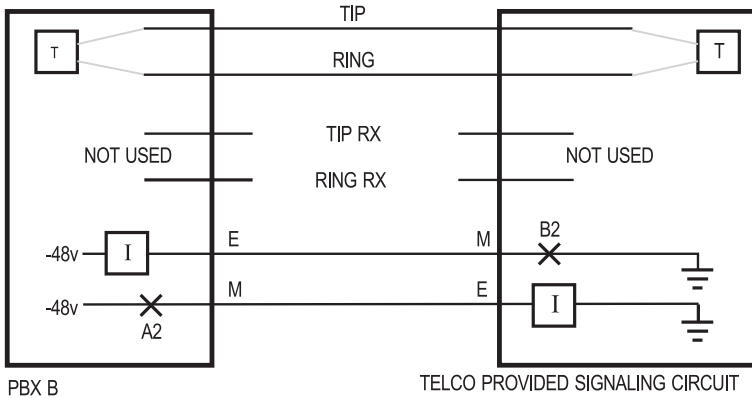 TIP
T
T
RING
TIP RX
NOT USED
NOT USED
RING RX
B2
E
M
-48v
I
M
E
-48v
I
A2
PBX B
TELCO PROVIDED SIGNALING CIRCUIT